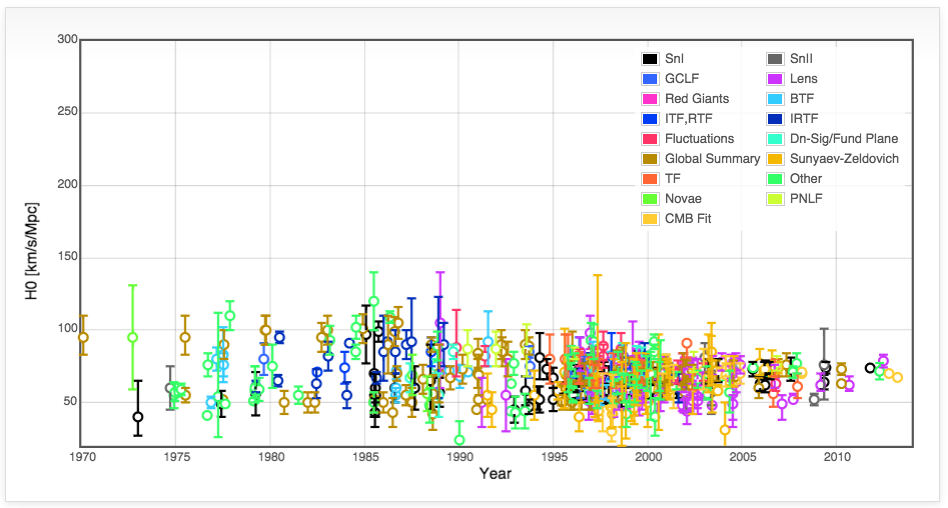 300
250
200
150
100
50
H0 [km/s/Mpc]
SnI
SnII
GCLF
Lens
Red Giants
BTF
ITF,RTF
IRTF
Fluctuations
Dn-Sig/Fund Plane
Global Summary
Sunyaev-Zeldovich
TF
Other
Novae
PNLF
CMB Fit
1970 1975 1980 1985 1990 1995 2000 2005 2010
Year